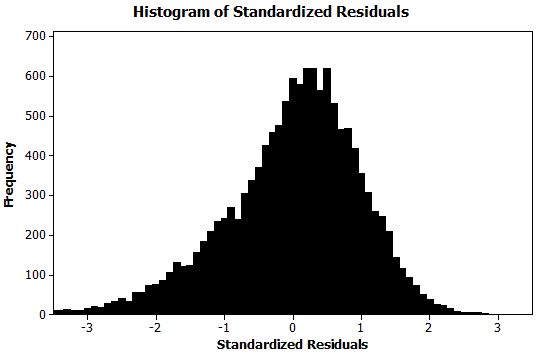 Histogram of Standardized Residuals
700
600
500
400
300
200
100
0
Frequency
-3 -2 -1 0 1 2 3
Standardized Residuals